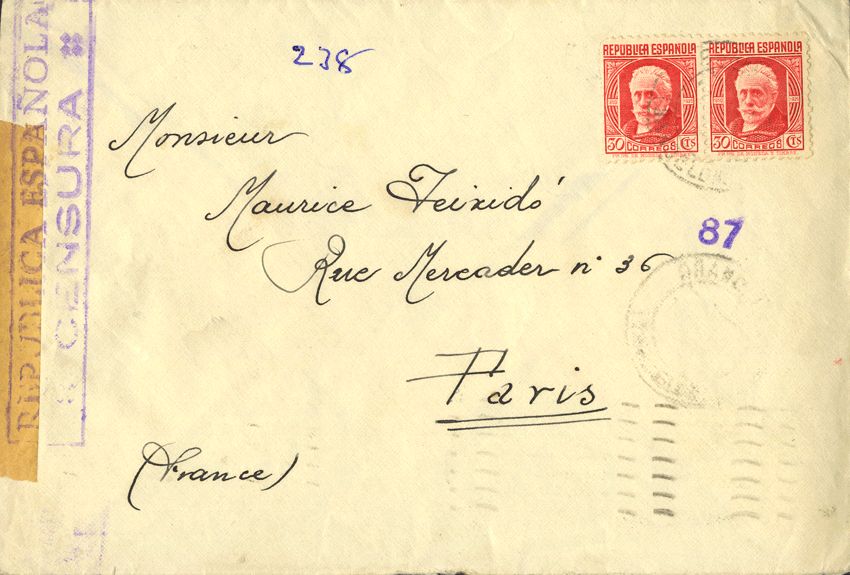 REPUBLICA ESPAÑOLA
CENSURA
238
REPUBLICA ESPAÑOLA REPUBLICA ESPAÑOLA
30 CORREOS CTS 30 CORREOS CTS
Monsieur
Maurice Teixidó
87
Rue Mercader nº 36
Paris
(France)